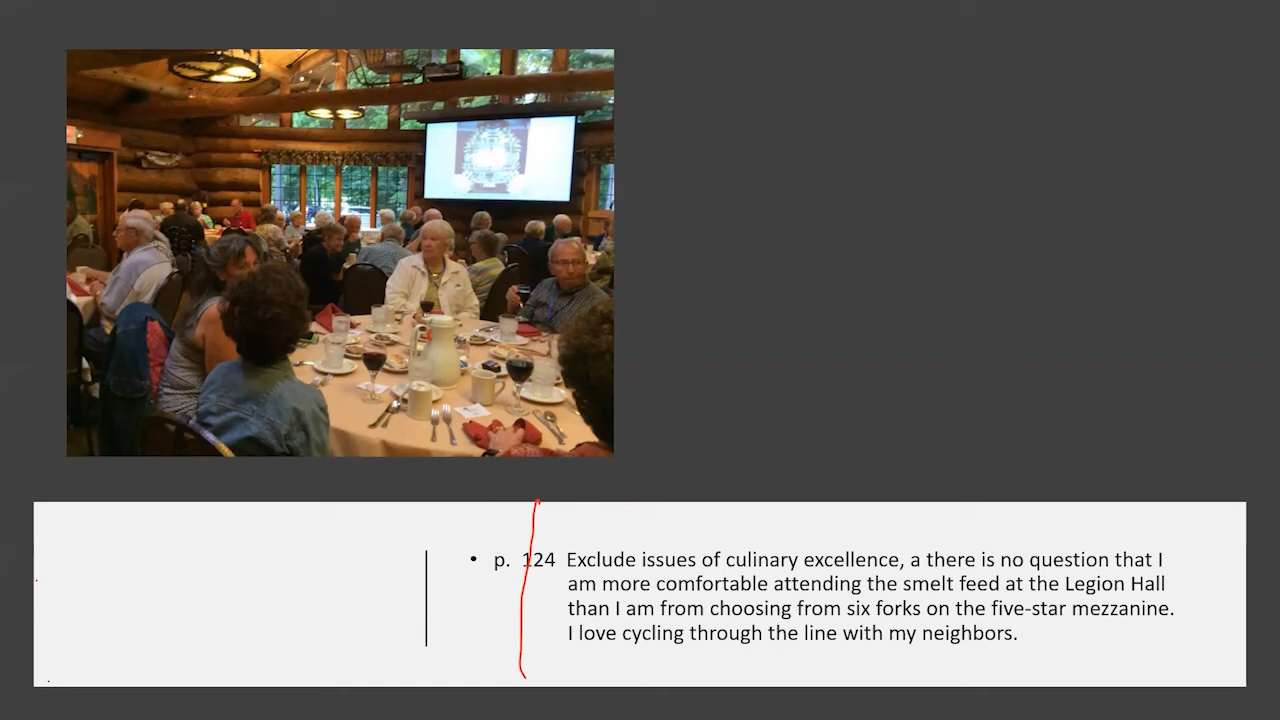 • p. 124 Exclude issues of culinary excellence, a there is no question that I
am more comfortable attending the smelt feed at the Legion Hall
than I am from choosing from six forks on the five-star mezzanine.
I love cycling through the line with my neighbors.